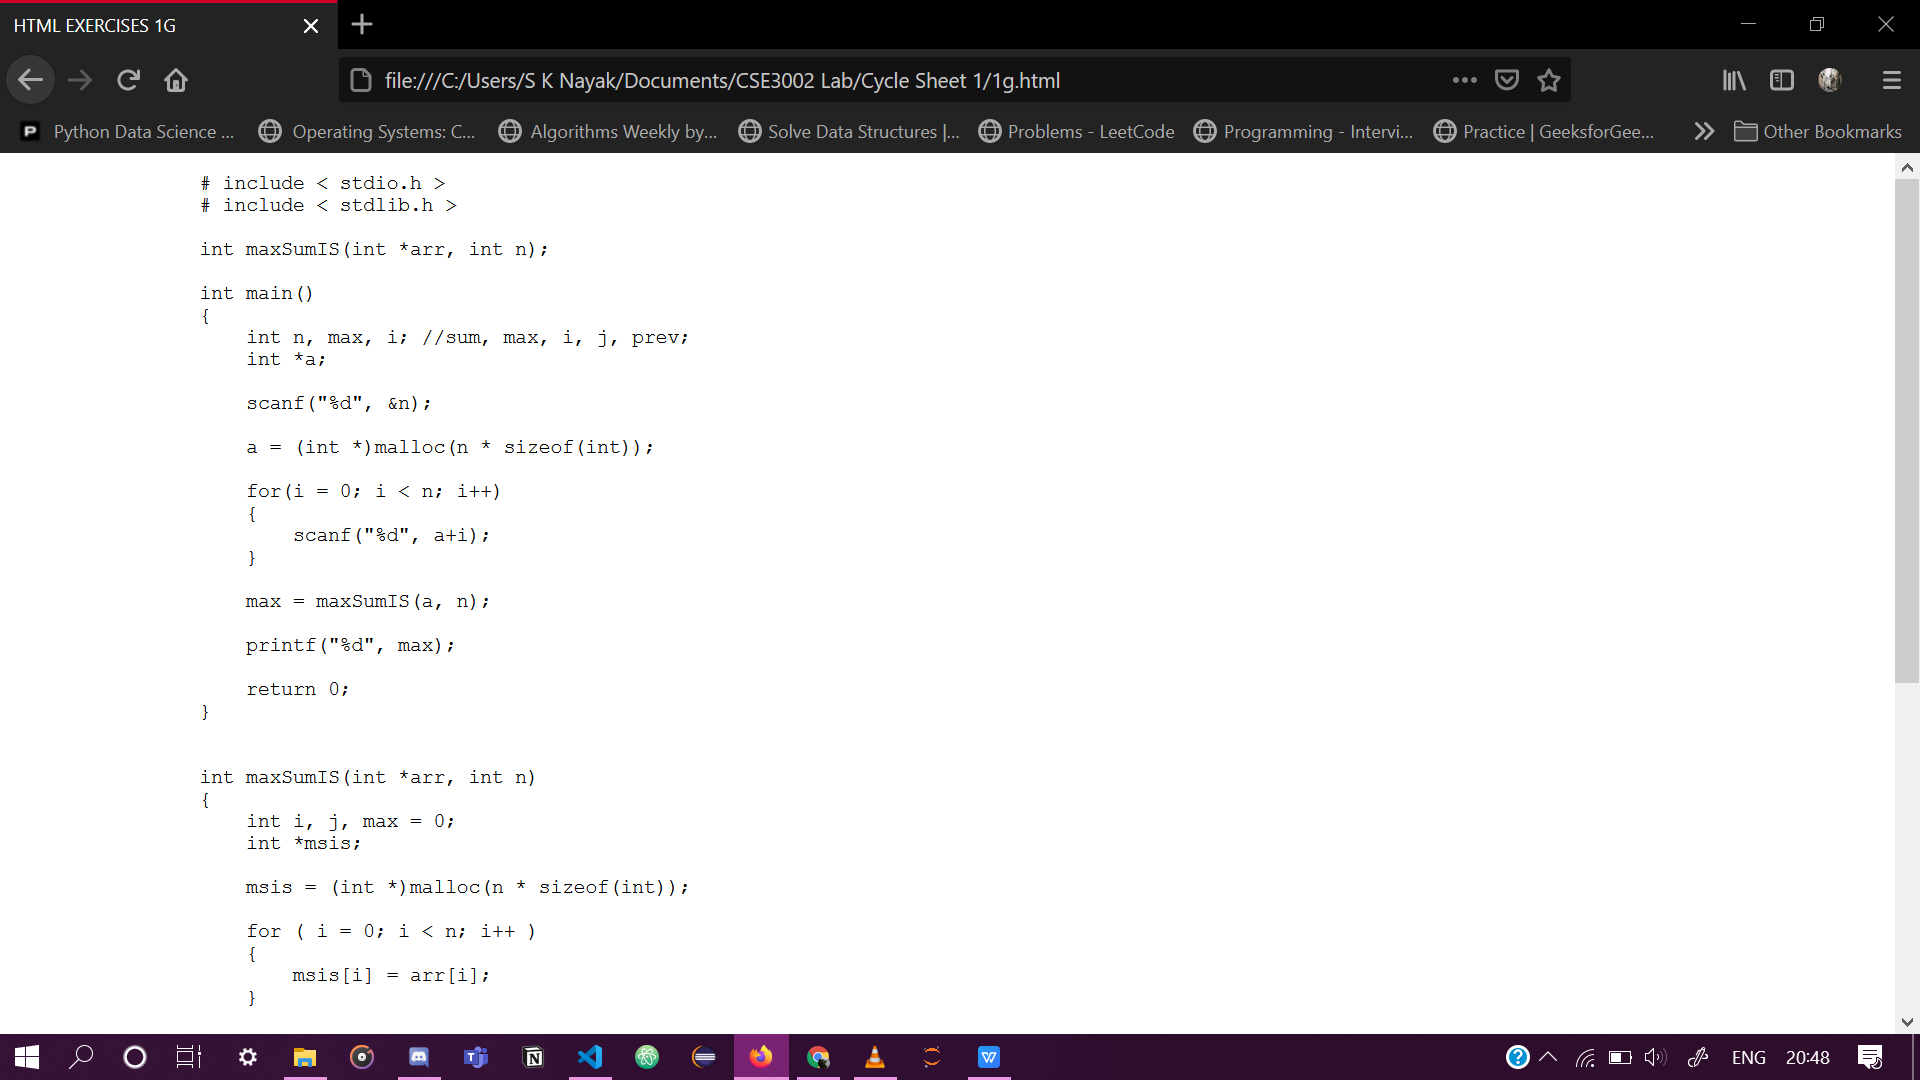 HTML EXERCISES 1G
file:///C:/Users/S K Nayak/Documents/CSE3002 Lab/Cycle Sheet 1/1g.html
Python Data Science ... Operating Systems: C... Algorithms Weekly by... Solve Data Structures |... Problems - LeetCode Programming - Intervi... Practice | GeeksforGee... Other Bookmarks
# include < stdio.h >
# include < stdlib.h >
int maxSumIS(int *arr, int n);
int main()
{
    int n, max, i; //sum, max, i, j, prev;
    int *a;
    scanf("%d", &n);
    a = (int *)malloc(n * sizeof(int));
    for(i = 0; i < n; i++)
    {
        scanf("%d", a+i);
    }
    max = maxSumIS(a, n);
    printf("%d", max);
    return 0;
}
int maxSumIS(int *arr, int n)
{
    int i, j, max = 0;
    int *msis;
    msis = (int *)malloc(n * sizeof(int));
    for ( i = 0; i < n; i++ )
    {
        msis[i] = arr[i];
    }
ENG 20:48